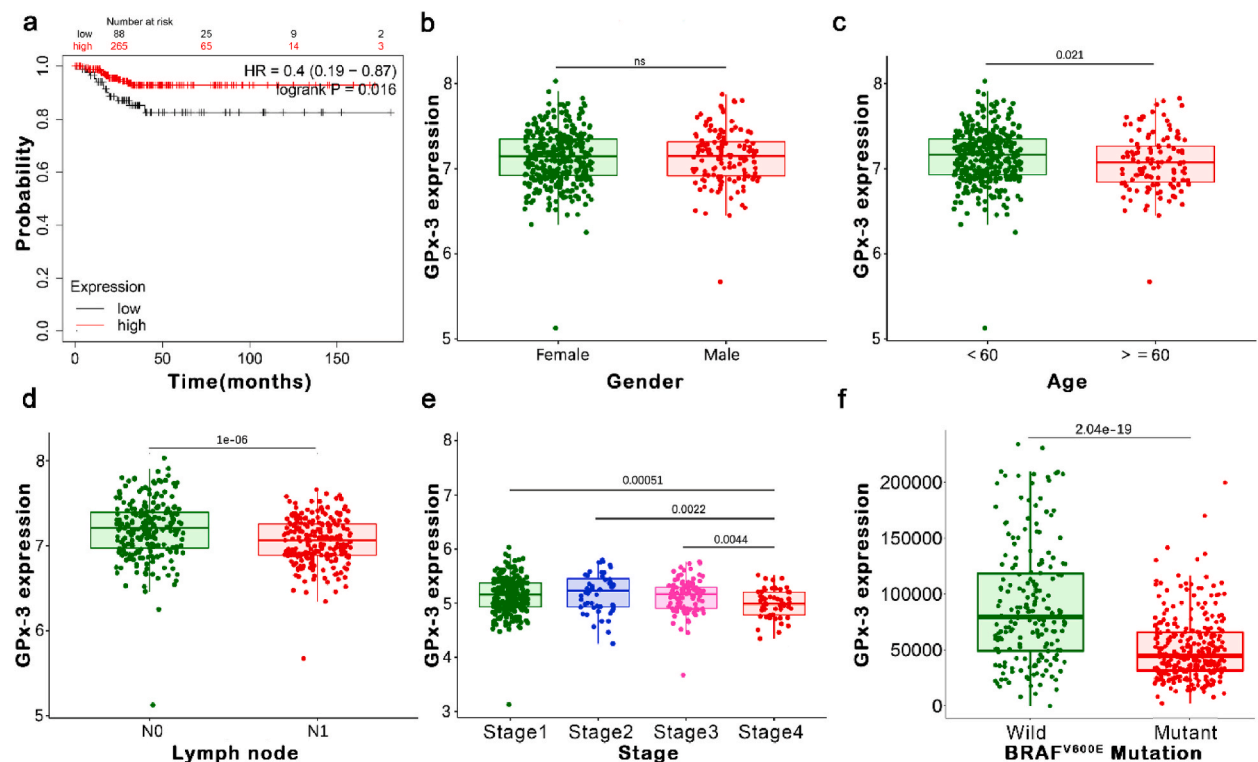 a
Number at risk
low 88 25 9 2
high 265 65 14 3
HR = 0.4 (0.19 − 0.87)
logrank P = 0.016
Probability
1.0
0.8
0.6
0.4
0.2
0.0
Expression
low
high
0 50 100 150
Time(months)
b
ns
GPx-3 expression
8
7
6
5
Female Male
Gender
c
0.021
GPx-3 expression
8
7
6
5
< 60 > = 60
Age
d
1e-06
GPx-3 expression
8
7
6
5
N0 N1
Lymph node
e
0.00051
0.0022
0.0044
GPx-3 expression
8
7
6
5
4
3
Stage1 Stage2 Stage3 Stage4
Stage
f
2.04e-19
GPx-3 expression
200000
150000
100000
50000
0
Wild Mutant
BRAFV600E Mutation